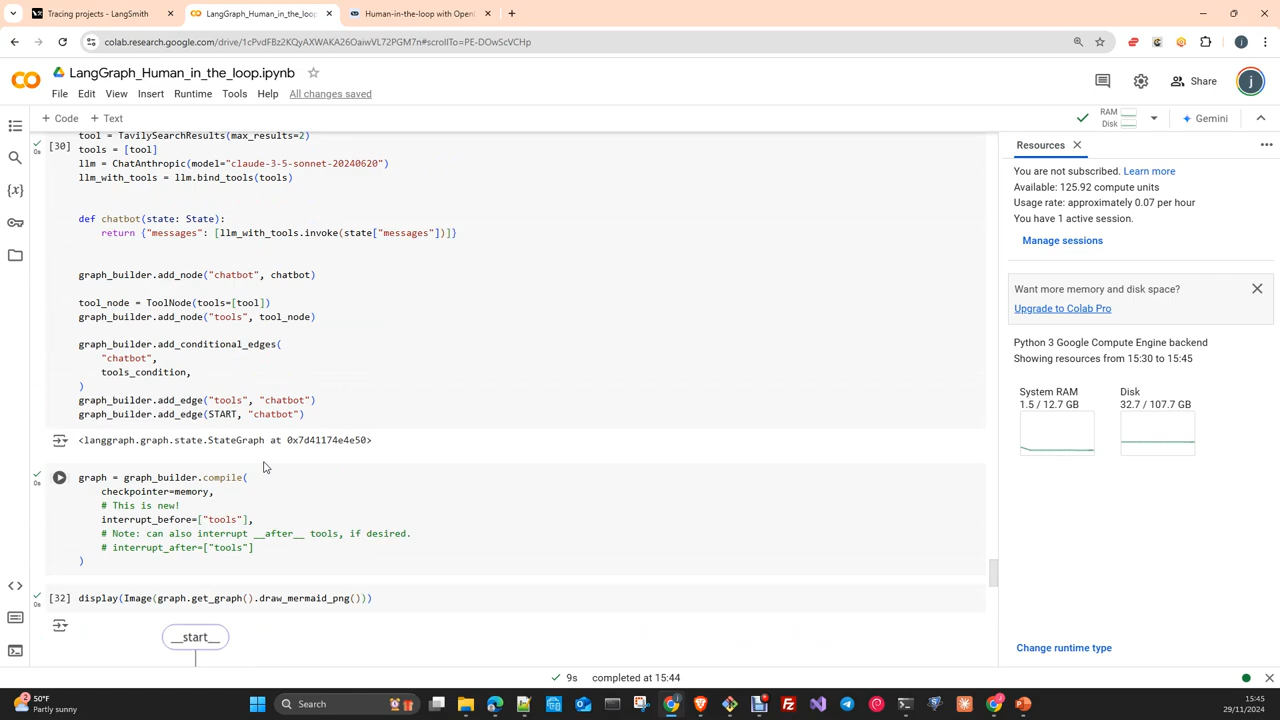 Tracing projects - LangSmith
LangGraph_Human_in_the_loop
Human-in-the-loop with Open
colab.research.google.com/drive/1cPvdFBz2KQyAXWAKA26OaiwVL72PGM7n#scrollTo=PE-DOwScVCHp
LangGraph_Human_in_the_loop.ipynb
File Edit View Insert Runtime Tools Help All changes saved
Share
j
+ Code + Text
RAM
Disk
Gemini
[30]
0s
tool = TavilySearchResults(max_results=2)
tools = [tool]
llm = ChatAnthropic(model="claude-3-5-sonnet-20240620")
llm_with_tools = llm.bind_tools(tools)
def chatbot(state: State):
return {"messages": [llm_with_tools.invoke(state["messages"])]}
graph_builder.add_node("chatbot", chatbot)
tool_node = ToolNode(tools=[tool])
graph_builder.add_node("tools", tool_node)
graph_builder.add_conditional_edges(
"chatbot",
tools_condition,
)
graph_builder.add_edge("tools", "chatbot")
graph_builder.add_edge(START, "chatbot")
<langgraph.graph.state.StateGraph at 0x7d41174e4e50>
0s
graph = graph_builder.compile(
checkpointer=memory,
# This is new!
interrupt_before=["tools"],
# Note: can also interrupt __after__ tools, if desired.
# interrupt_after=["tools"]
)
0s
[32] display(Image(graph.get_graph().draw_mermaid_png()))
__start__
Resources
You are not subscribed. Learn more
Available: 125.92 compute units
Usage rate: approximately 0.07 per hour
You have 1 active session.
Manage sessions
Want more memory and disk space?
Upgrade to Colab Pro
Python 3 Google Compute Engine backend
Showing resources from 15:30 to 15:45
System RAM
1.5 / 12.7 GB
Disk
32.7 / 107.7 GB
Change runtime type
9s completed at 15:44
50°F
Partly sunny
Search
15:45
29/11/2024